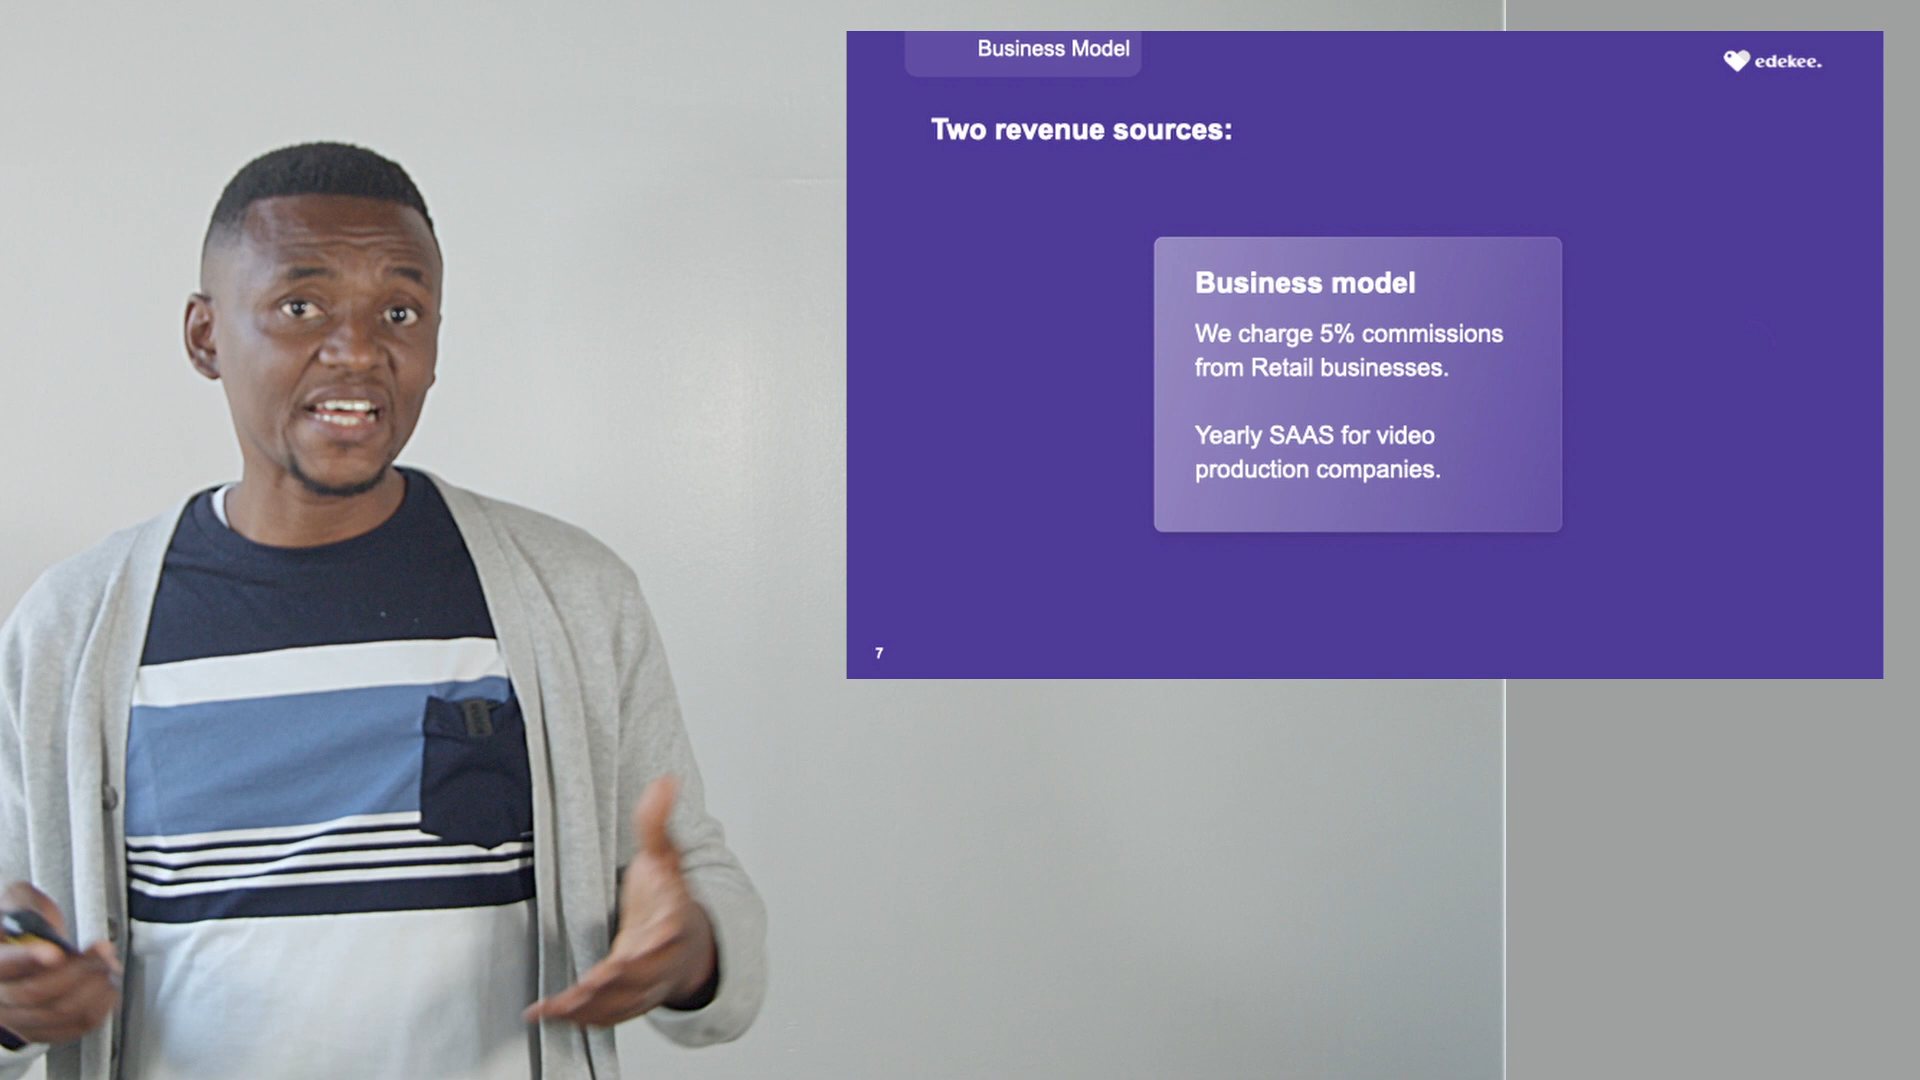 Business Model
edekee.
Two revenue sources:
Business model
We charge 5% commissions
from Retail businesses.
Yearly SAAS for video
production companies.
7